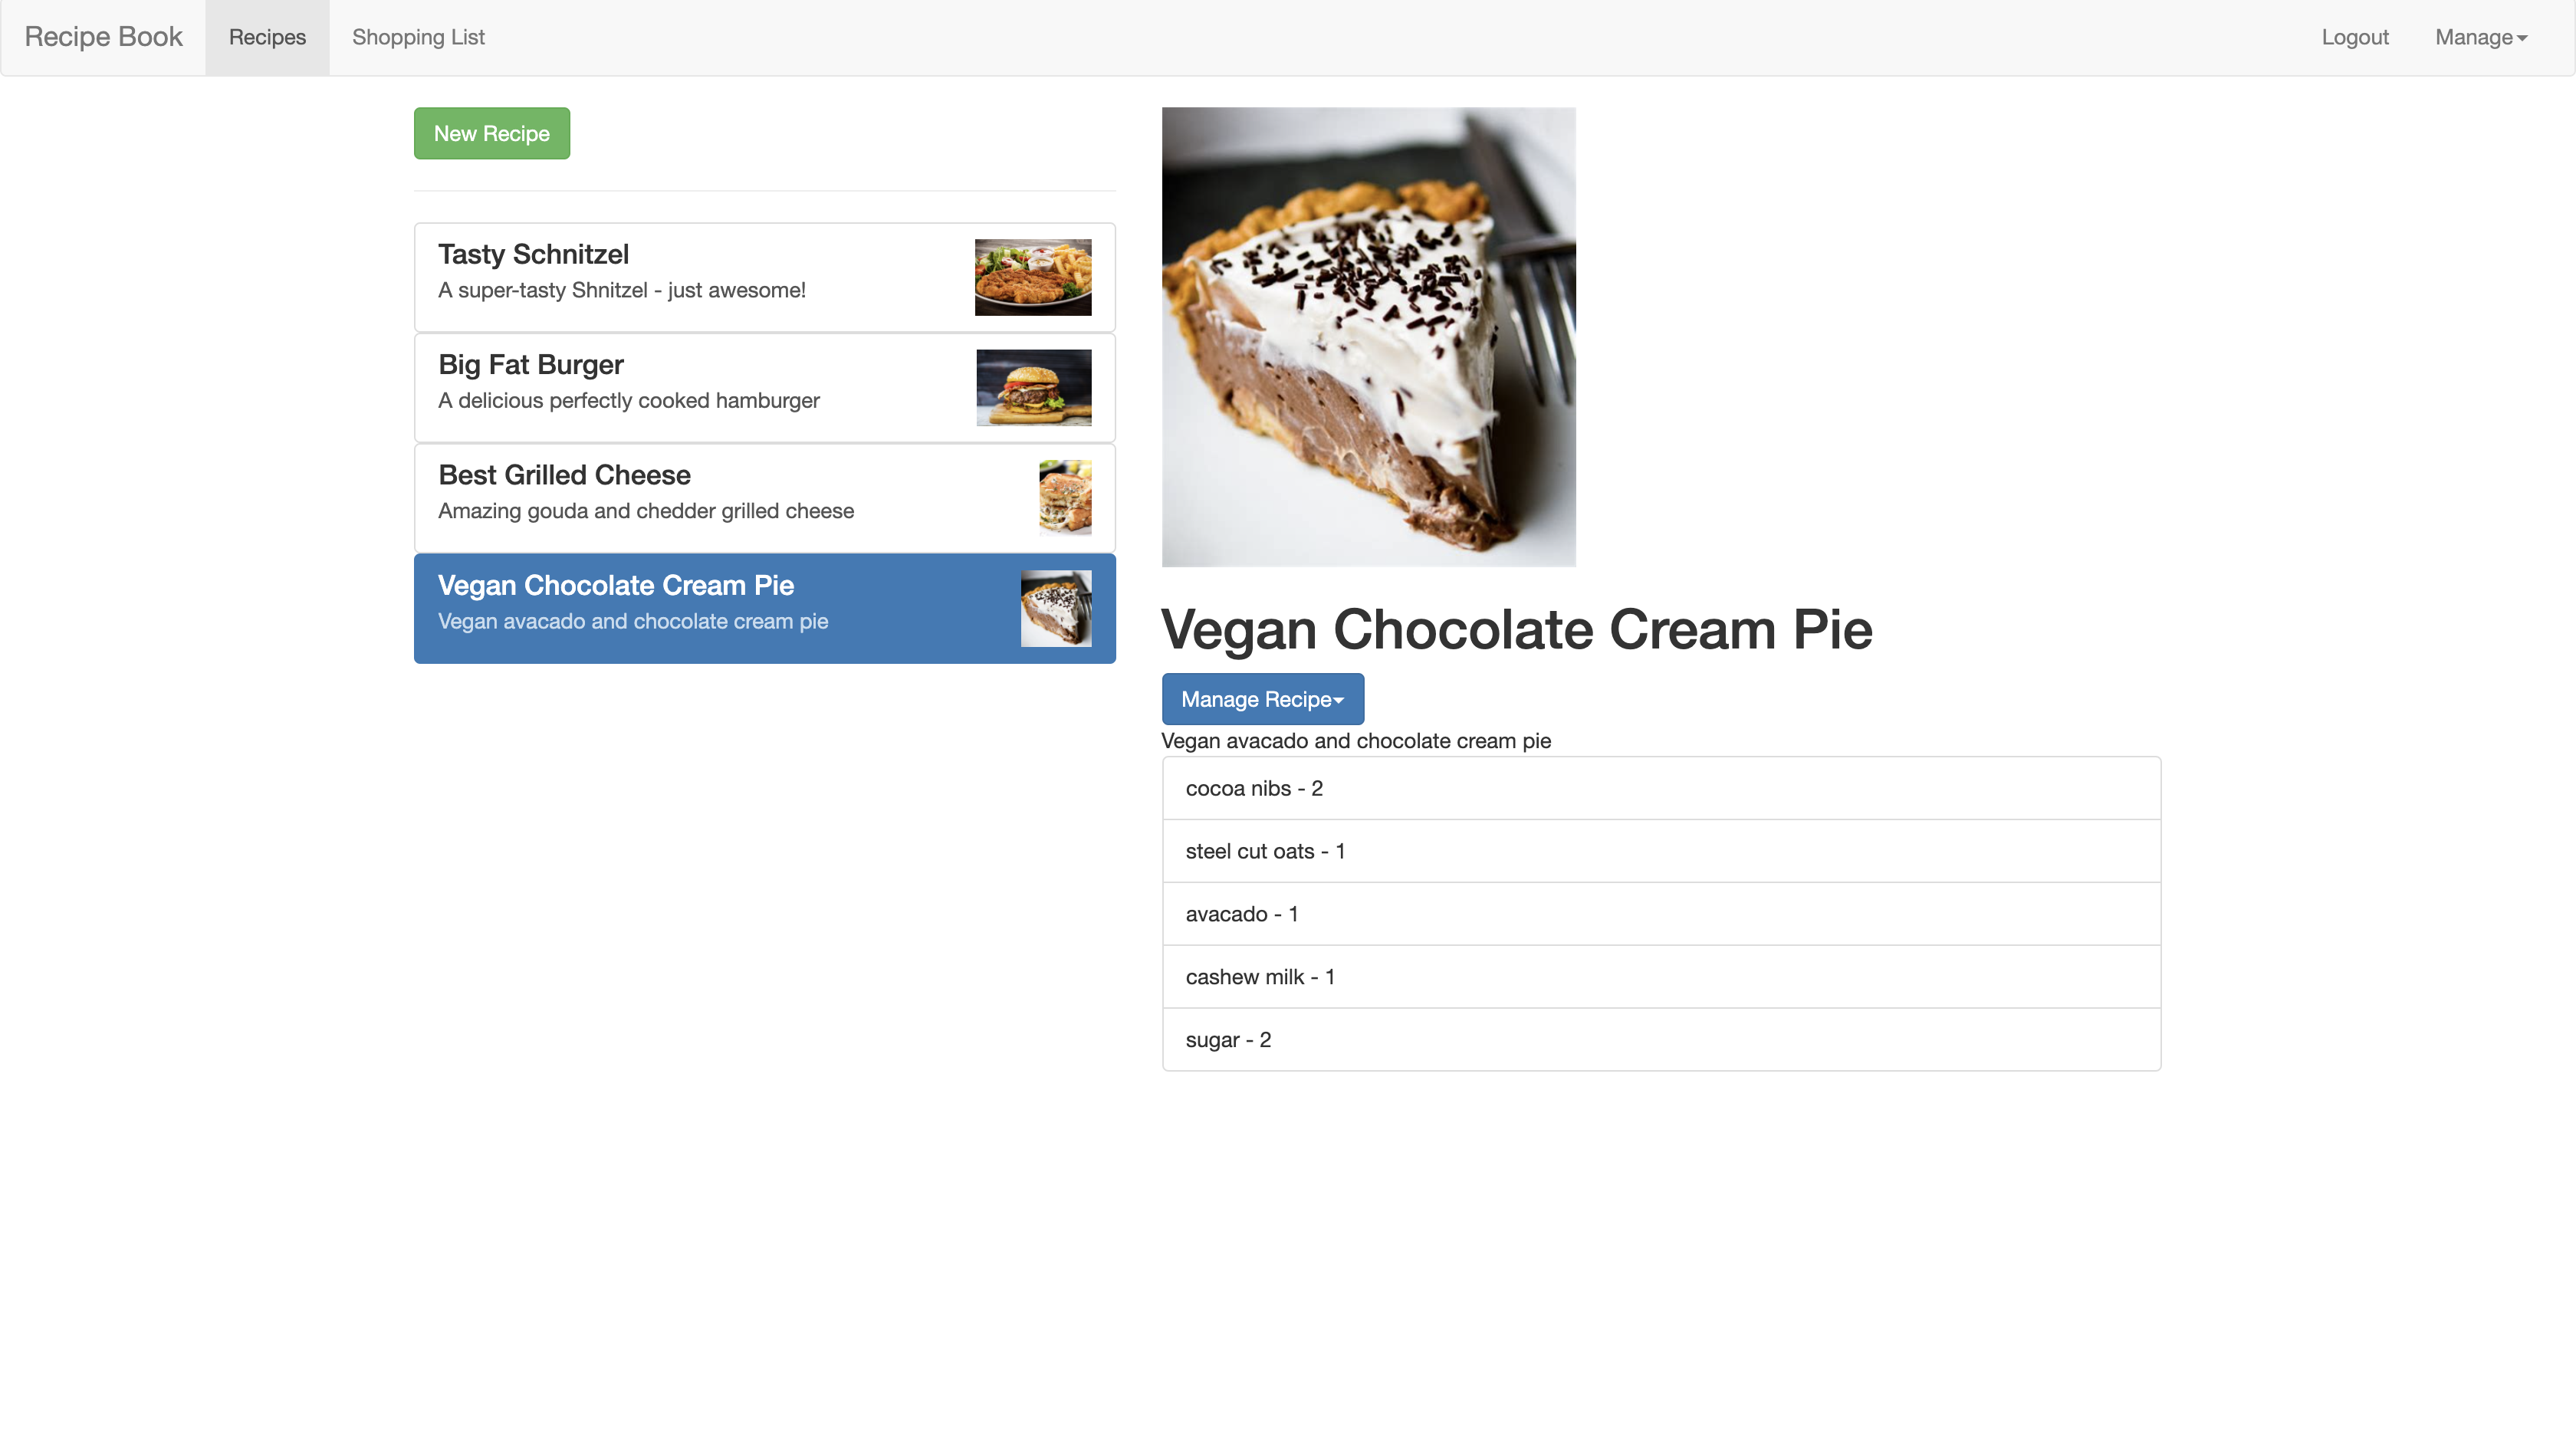 Recipe Book Recipes Shopping List Logout Manage
New Recipe
Tasty Schnitzel
A super-tasty Shnitzel - just awesome!
Big Fat Burger
A delicious perfectly cooked hamburger
Best Grilled Cheese
Amazing gouda and chedder grilled cheese
Vegan Chocolate Cream Pie
Vegan avacado and chocolate cream pie
Vegan Chocolate Cream Pie
Manage Recipe
Vegan avacado and chocolate cream pie
cocoa nibs - 2
steel cut oats - 1
avacado - 1
cashew milk - 1
sugar - 2